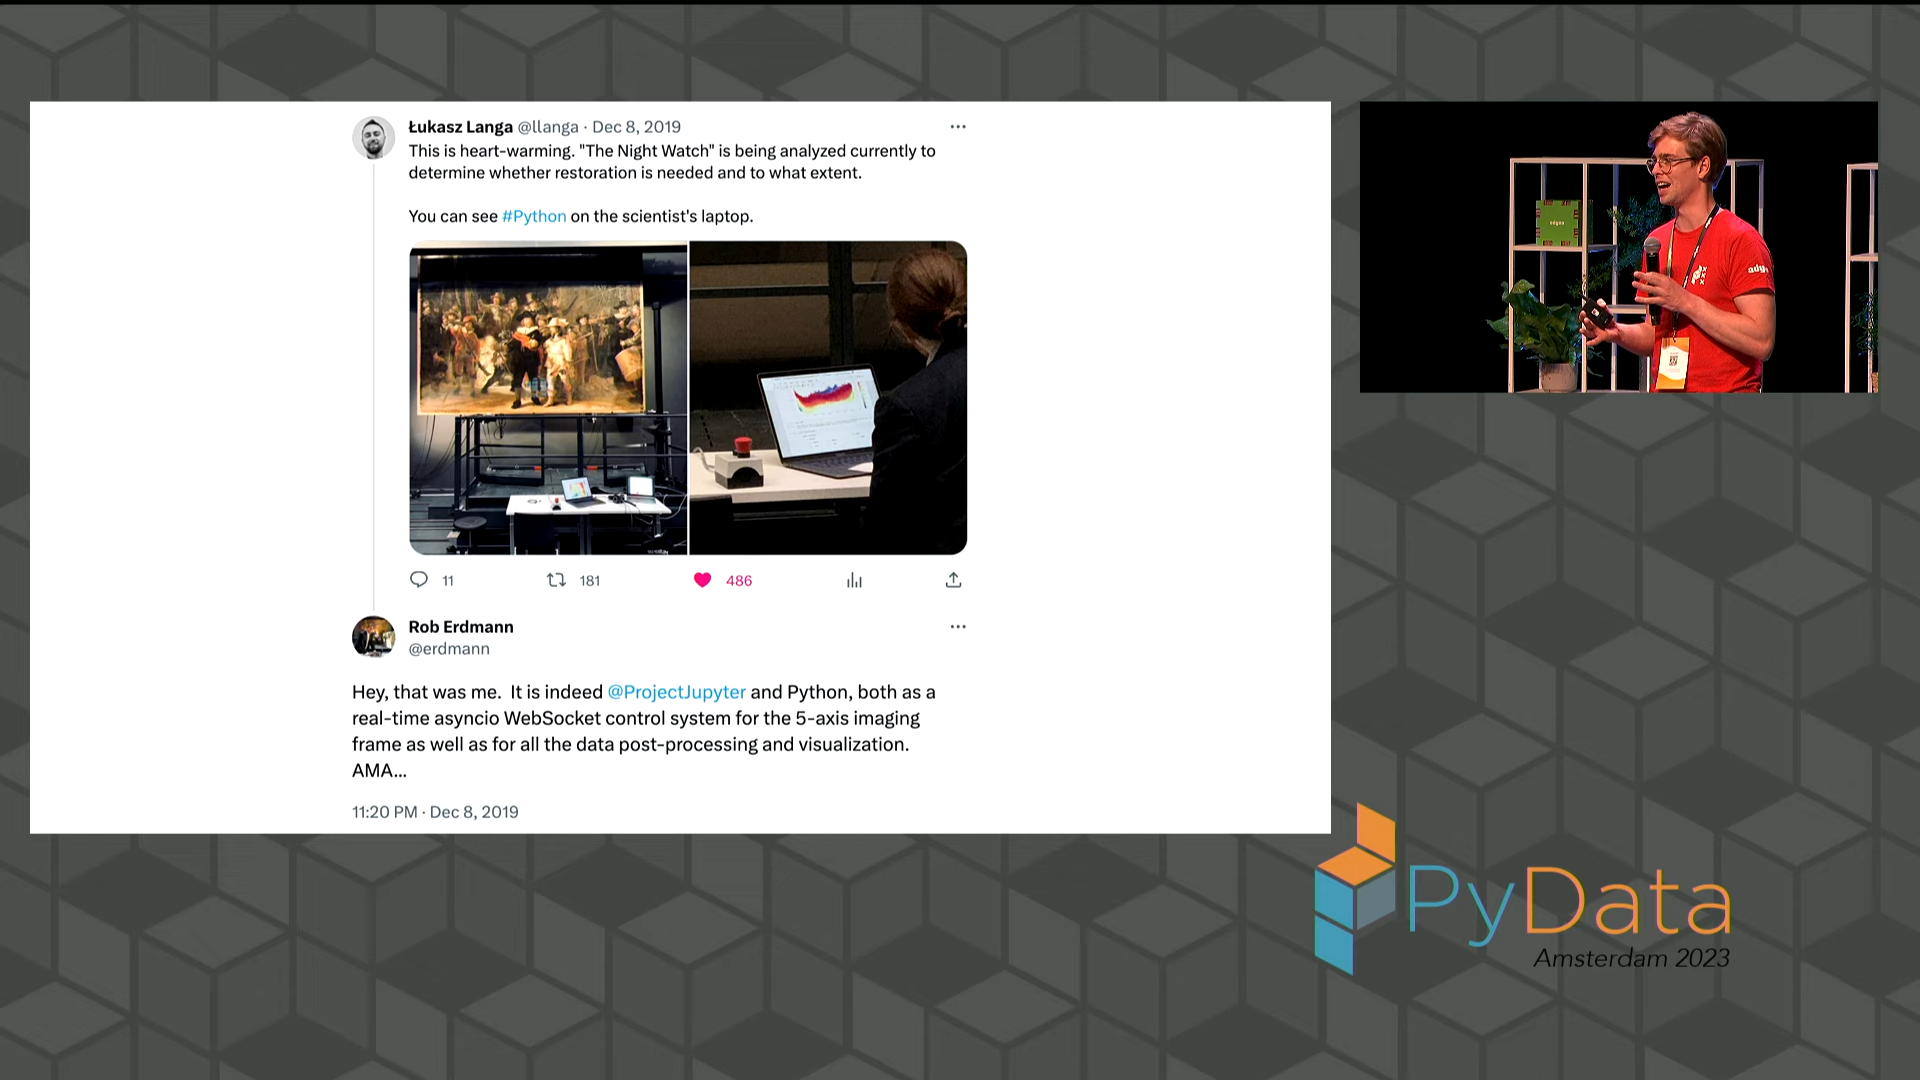 Łukasz Langa @llanga · Dec 8, 2019
This is heart-warming. "The Night Watch" is being analyzed currently to
determine whether restoration is needed and to what extent.
You can see #Python on the scientist's laptop.
11 181 486
Rob Erdmann
@erdmann
Hey, that was me. It is indeed @ProjectJupyter and Python, both as a
real-time asyncio WebSocket control system for the 5-axis imaging
frame as well as for all the data post-processing and visualization.
AMA...
11:20 PM · Dec 8, 2019
PyData
Amsterdam 2023